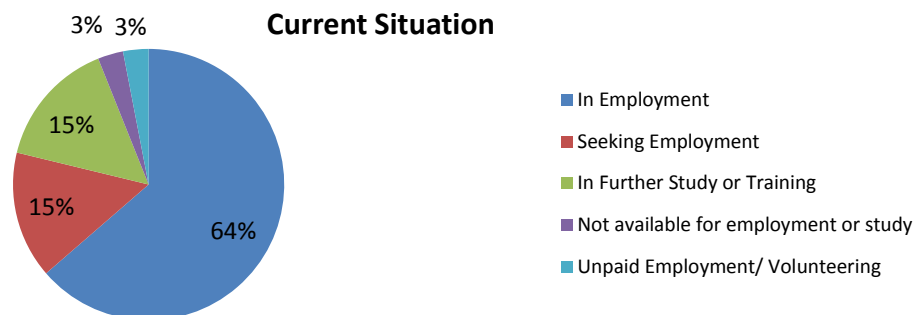 Current Situation
3% 3%
15%
15%
64%
In Employment
Seeking Employment
In Further Study or Training
Not available for employment or study
Unpaid Employment/ Volunteering